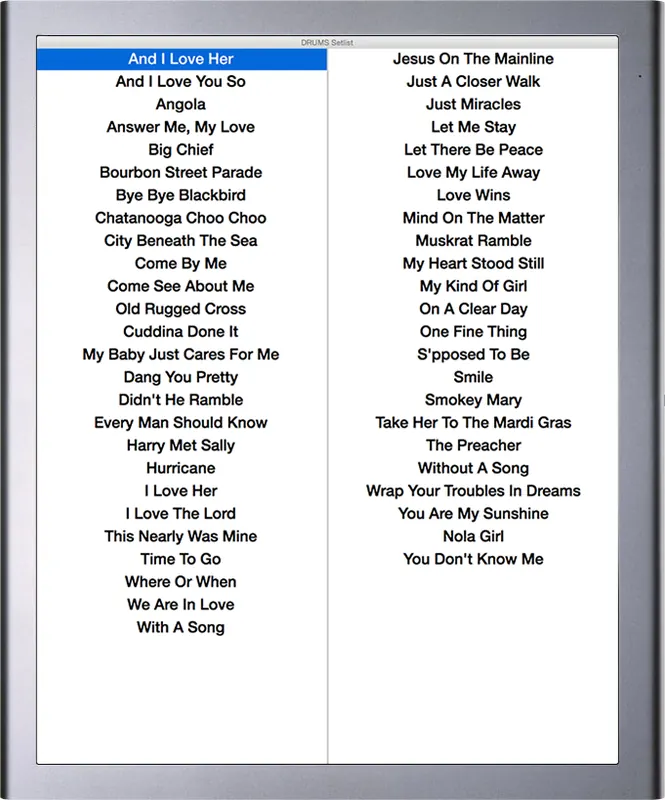 DRUMS Setlist
And I Love Her
And I Love You So
Angola
Answer Me, My Love
Big Chief
Bourbon Street Parade
Bye Bye Blackbird
Chatanooga Choo Choo
City Beneath The Sea
Come By Me
Come See About Me
Old Rugged Cross
Cuddina Done It
My Baby Just Cares For Me
Dang You Pretty
Didn't He Ramble
Every Man Should Know
Harry Met Sally
Hurricane
I Love Her
I Love The Lord
This Nearly Was Mine
Time To Go
Where Or When
We Are In Love
With A Song
Jesus On The Mainline
Just A Closer Walk
Just Miracles
Let Me Stay
Let There Be Peace
Love My Life Away
Love Wins
Mind On The Matter
Muskrat Ramble
My Heart Stood Still
My Kind Of Girl
On A Clear Day
One Fine Thing
S'pposed To Be
Smile
Smokey Mary
Take Her To The Mardi Gras
The Preacher
Without A Song
Wrap Your Troubles In Dreams
You Are My Sunshine
Nola Girl
You Don't Know Me